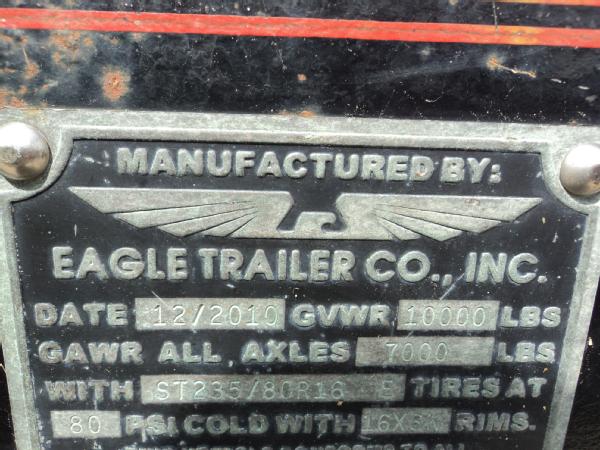 MANUFACTURED BY:
EAGLE TRAILER CO., INC.
DATE 12/2010 GVWR 10000 LBS
GAWR ALL AXLES 7000 LBS
WITH ST235/80R16 E TIRES AT
80 PSI COLD WITH RIMS.